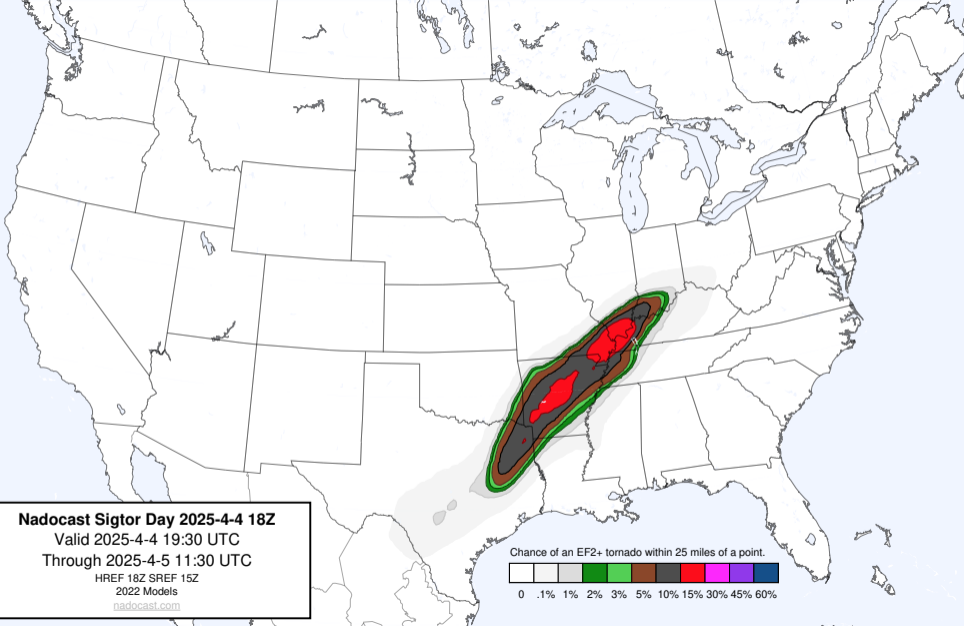 Nadocast Sigtor Day 2025-4-4 18Z
Valid 2025-4-4 19:30 UTC
Through 2025-4-5 11:30 UTC
HREF 18Z SREF 15Z
2022 Models
nadocast.com
Chance of an EF2+ tornado within 25 miles of a point.
0 .1% 1% 2% 3% 5% 10% 15% 30% 45% 60%